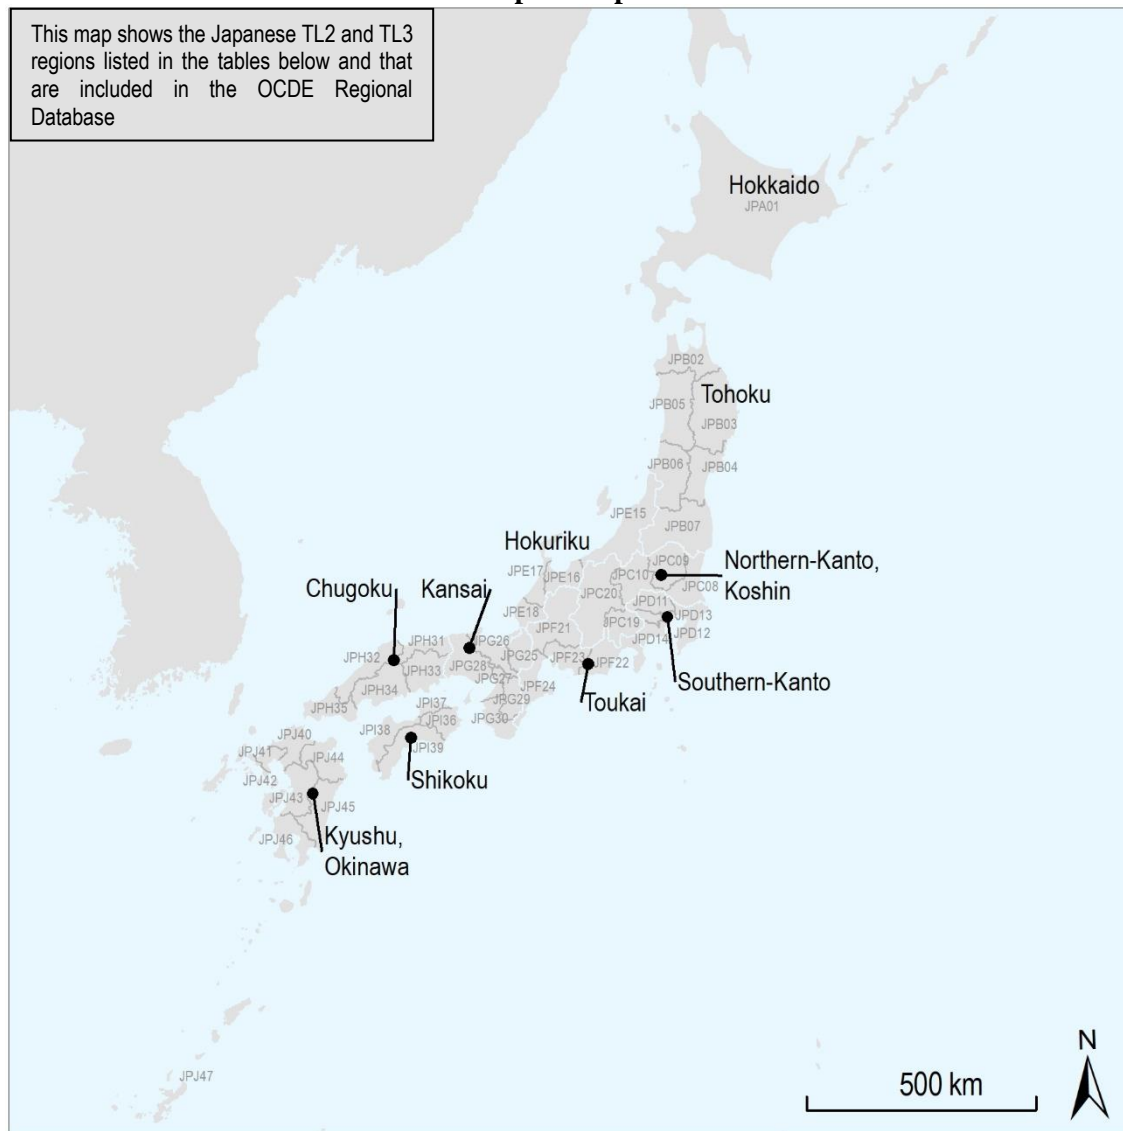 This map shows the Japanese TL2 and TL3
regions listed in the tables below and that
are included in the OCDE Regional
Database
Hokkaido
JPA01
JPB02
Tohoku
JPB05
JPB03
JPB06
JPB04
JPE15
JPB07
Hokuriku
JPC09
Northern-Kanto,
Koshin
JPE17
JPE16
JPC10
JPC08
Chugoku
Kansai
JPC20
JPD11
JPE18
JPD13
JPC19
JPF21
JPD14
JPD12
JPH31
JPG26
JPH32
JPG25
JPF23
JPF22
JPH33
JPG28
JPG27
Southern-Kanto
JPH34
JPF24
Toukai
JPH35
JPI37
JPG29
JPI36
JPG30
JPI38
JPI39
JPJ40
JPJ41
JPJ44
Shikoku
JPJ42
JPJ43
JPJ45
JPJ46
Kyushu,
Okinawa
JPJ47
N
500 km